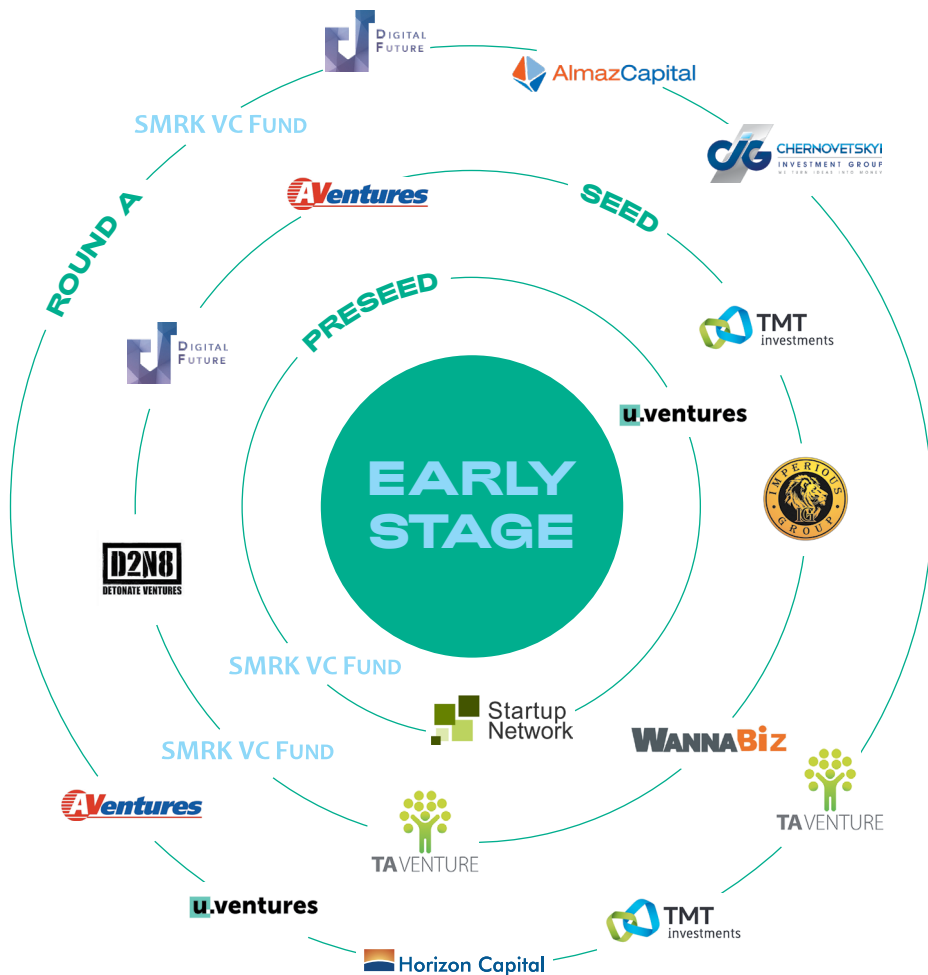 DIGITAL
FUTURE
AlmazCapital
SMRK VC FUND
CIG CHERNOVETSKYI
INVESTMENT GROUP
WE TURN IDEAS INTO MONEY
AVentures
SEED
ROUND A
PRESEED
TMT
investments
DIGITAL
FUTURE
u.ventures
EARLY
STAGE
IMPERIOUS
IG
GROUP
D2N8
DETONATE VENTURES
SMRK VC FUND
Startup
Network
WANNABIZ
SMRK VC FUND
AVentures
TAVENTURE
TAVENTURE
u.ventures
TMT
investments
Horizon Capital